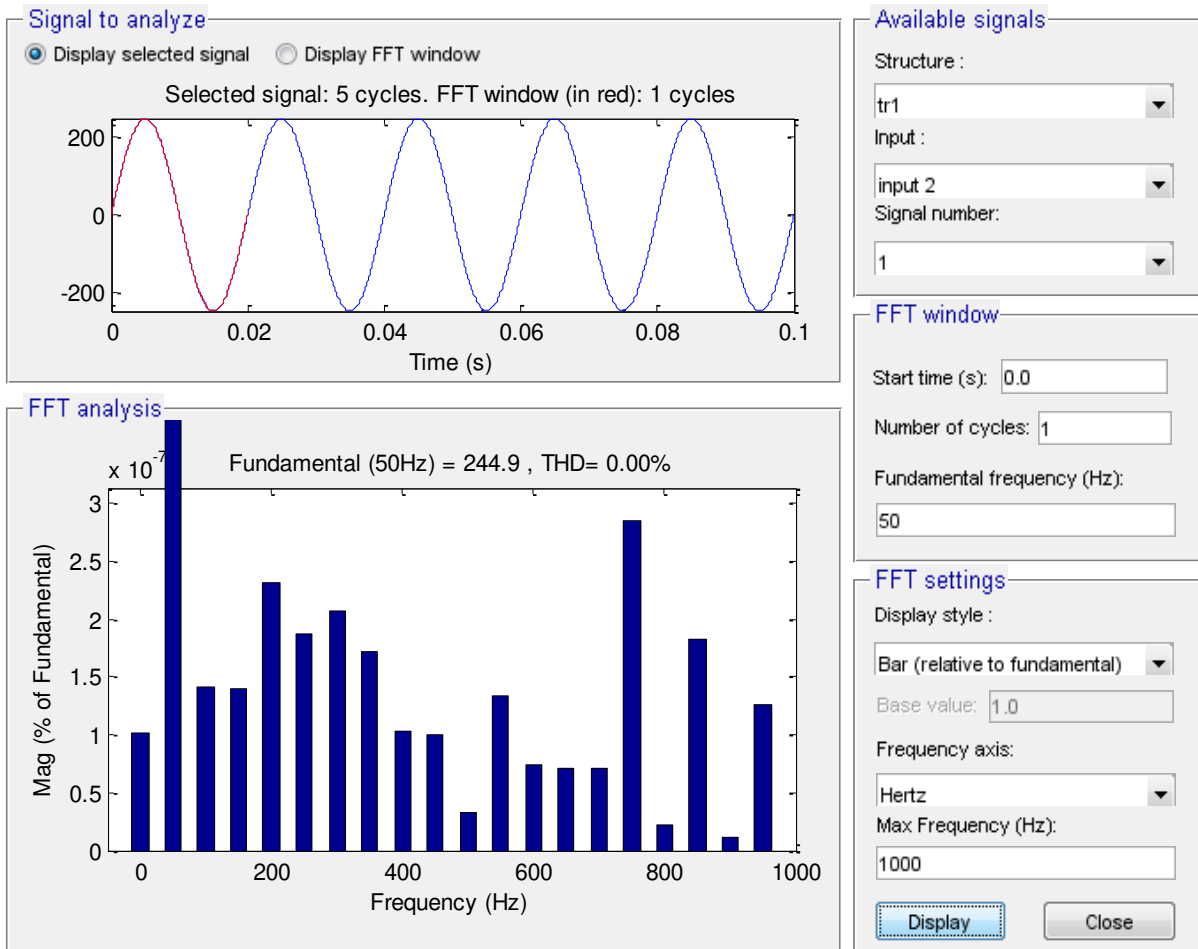 Signal to analyze
Display selected signal
Display FFT window
Selected signal: 5 cycles. FFT window (in red): 1 cycles
200
0
-200
0
0.02
0.04
0.06
0.08
0.1
Time (s)
FFT analysis
x 10-7
Fundamental (50Hz) = 244.9 , THD= 0.00%
3
2.5
2
1.5
1
0.5
0
Mag (% of Fundamental)
0
200
400
600
800
1000
Frequency (Hz)
Available signals
Structure :
tr1
Input :
input 2
Signal number:
1
FFT window
Start time (s): 0.0
Number of cycles: 1
Fundamental frequency (Hz):
50
FFT settings
Display style :
Bar (relative to fundamental)
Base value: 1.0
Frequency axis:
Hertz
Max Frequency (Hz):
1000
Display
Close